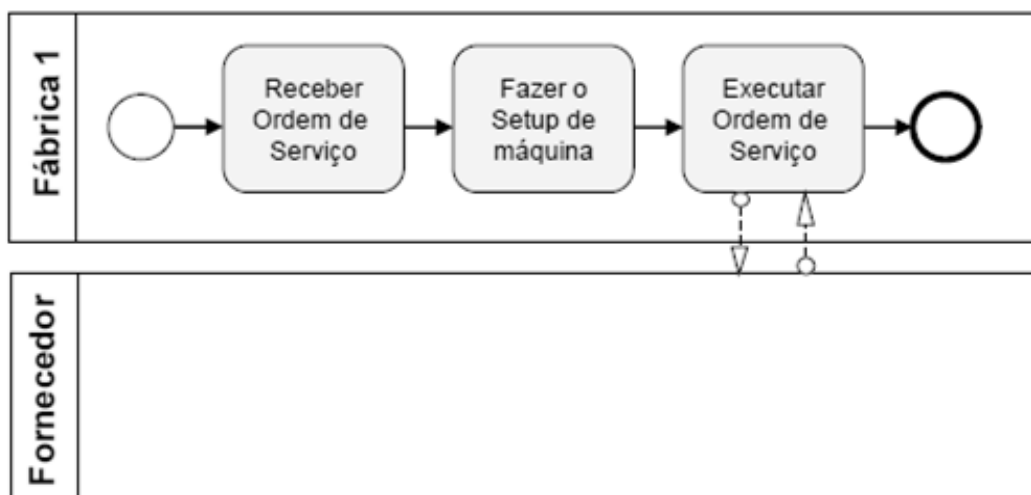 Fábrica 1
Receber
Ordem de
Serviço
Fazer o
Setup de
máquina
Executar
Ordem de
Serviço
Fornecedor